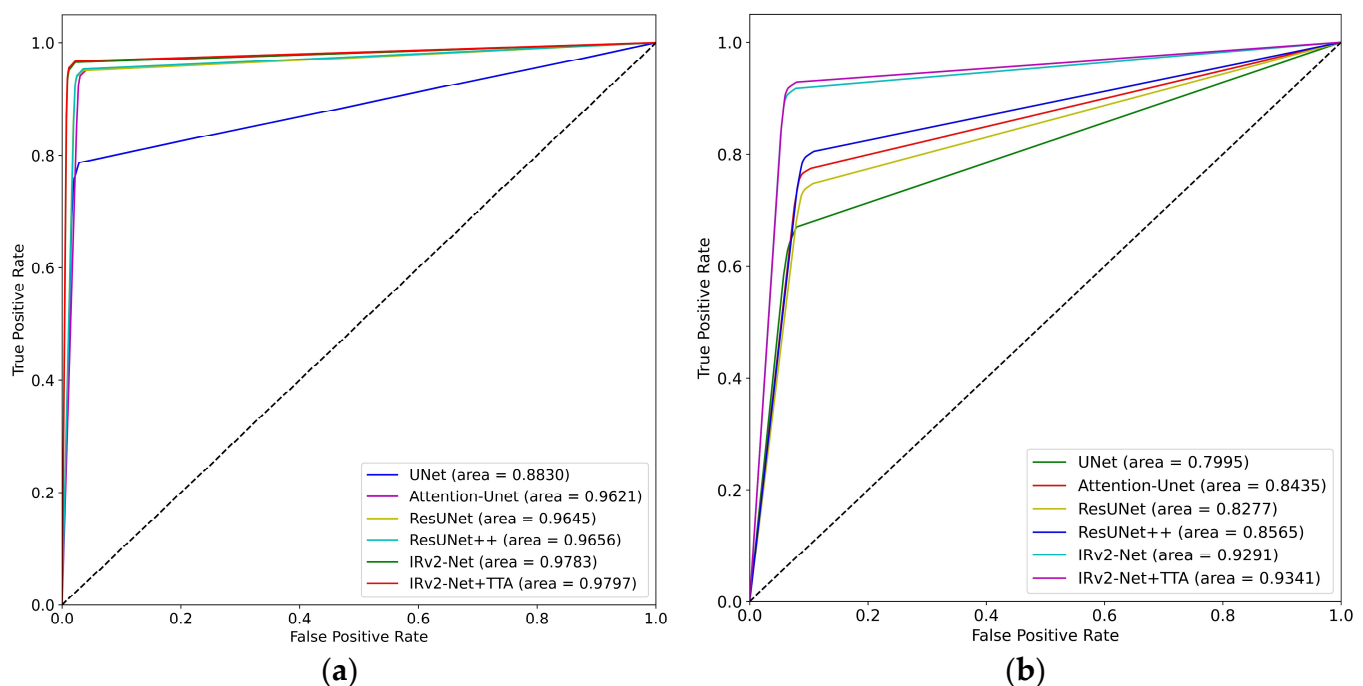 1.0
0.8
0.6
0.4
0.2
0.0
True Positive Rate
UNet (area = 0.8830)
Attention-Unet (area = 0.9621)
ResUNet (area = 0.9645)
ResUNet++ (area = 0.9656)
IRv2-Net (area = 0.9783)
IRv2-Net+TTA (area = 0.9797)
0.0 0.2 0.4 0.6 0.8 1.0
False Positive Rate
(a)
1.0
0.8
0.6
0.4
0.2
0.0
True Positive Rate
UNet (area = 0.7995)
Attention-Unet (area = 0.8435)
ResUNet (area = 0.8277)
ResUNet++ (area = 0.8565)
IRv2-Net (area = 0.9291)
IRv2-Net+TTA (area = 0.9341)
0.0 0.2 0.4 0.6 0.8 1.0
False Positive Rate
(b)